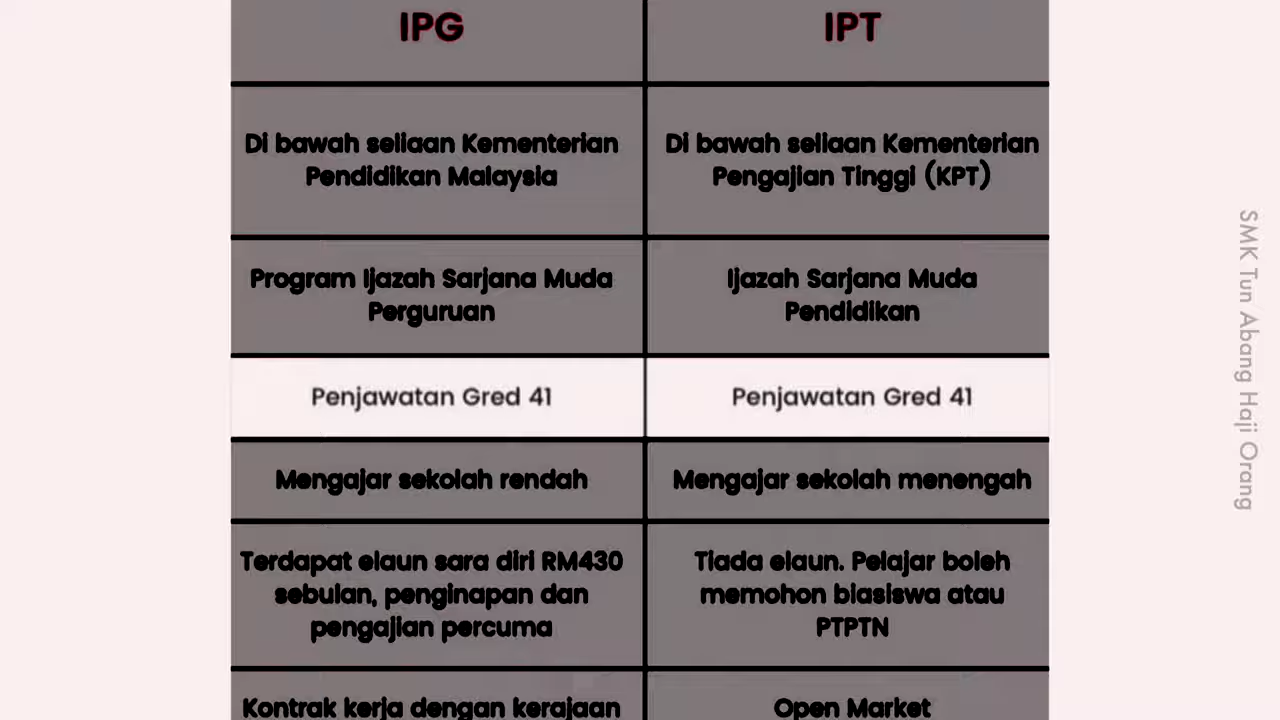 IPG
IPT
Di bawah seliaan Kementerian
Pendidikan Malaysia
Di bawah seliaan Kementerian
Pengajian Tinggi (KPT)
Program Ijazah Sarjana Muda
Perguruan
Ijazah Sarjana Muda
Pendidikan
Penjawatan Gred 41
Penjawatan Gred 41
Mengajar sekolah rendah
Mengajar sekolah menengah
Terdapat elaun sara diri RM430
sebulan, penginapan dan
pengajian percuma
Tiada elaun. Pelajar boleh
memohon biasiswa atau
PTPTN
Kontrak kerja dengan kerajaan
Open Market
SMK Tun Abang Haji Orang